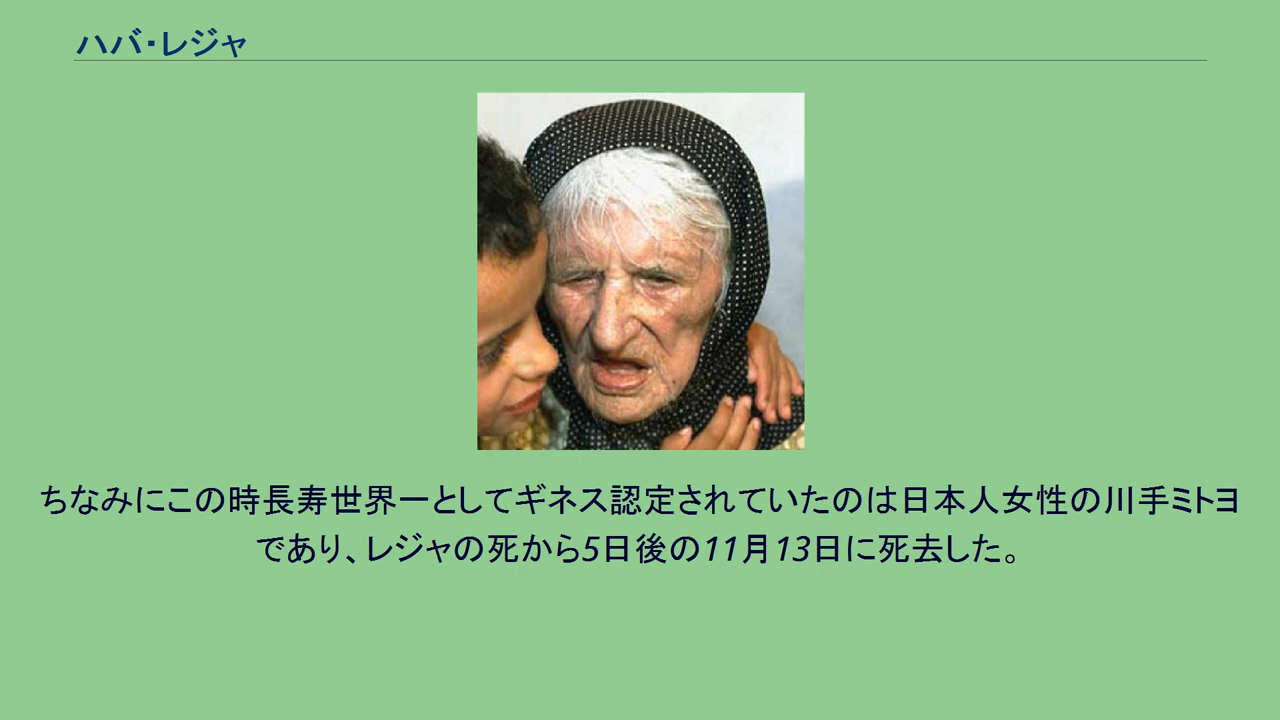 ハバ・レジャ
ちなみにこの時長寿世界一としてギネス認定されていたのは日本人女性の川手ミトヨ
であり、レジャの死から5日後の11月13日に死去した。